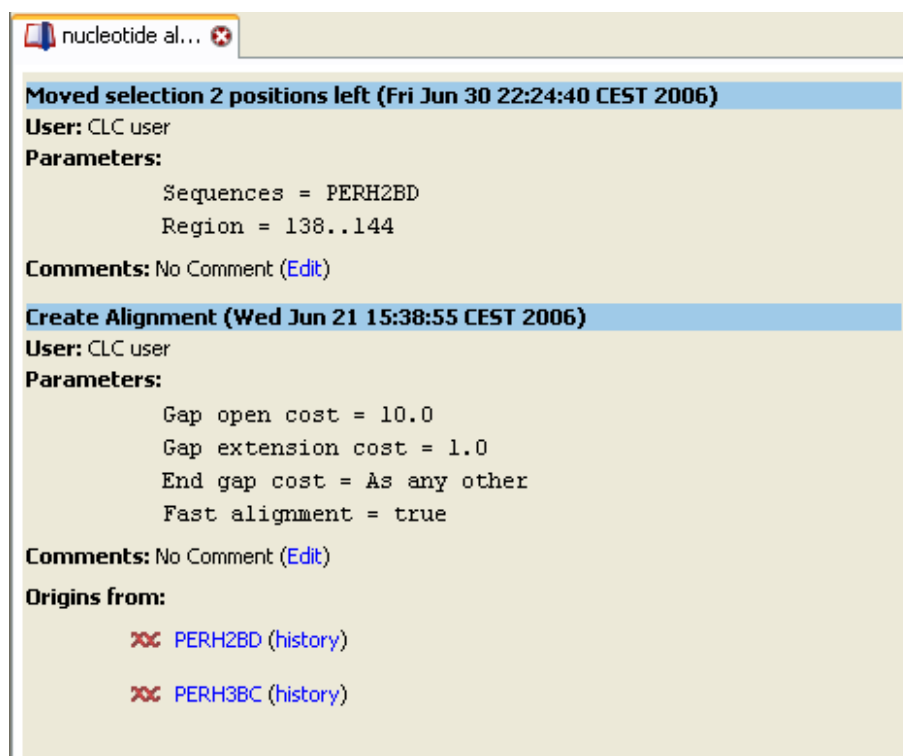 nucleotide al...
Moved selection 2 positions left (Fri Jun 30 22:24:40 CEST 2006)
User: CLC user
Parameters:
Sequences = PERH2BD
Region = 138..144
Comments: No Comment (Edit)
Create Alignment (Wed Jun 21 15:38:55 CEST 2006)
User: CLC user
Parameters:
Gap open cost = 10.0
Gap extension cost = 1.0
End gap cost = As any other
Fast alignment = true
Comments: No Comment (Edit)
Origins from:
PERH2BD (history)
PERH3BC (history)